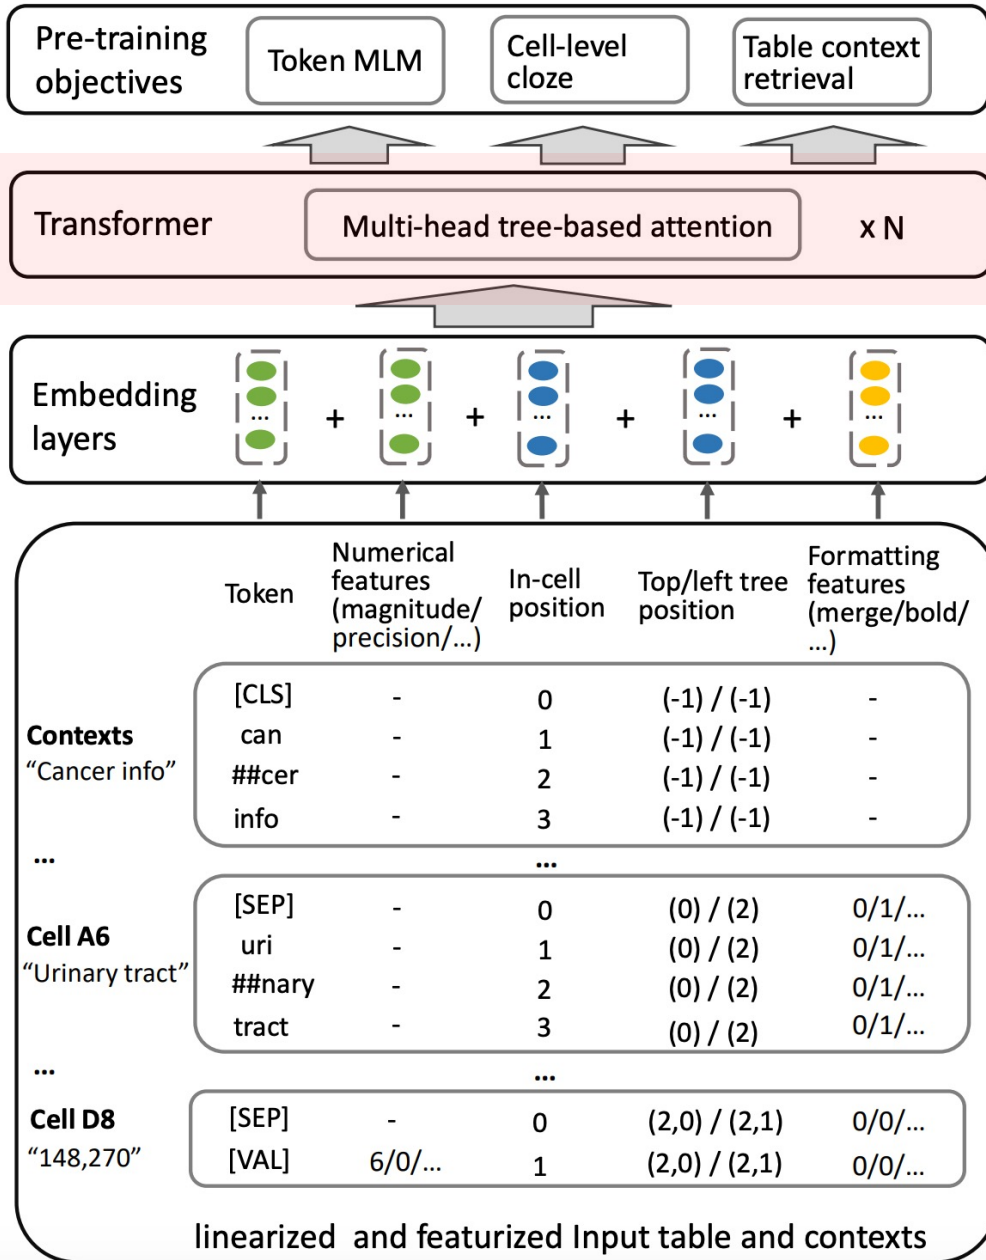 Pre-training
objectives
Token MLM
Cell-level
cloze
Table context
retrieval
Transformer
Multi-head tree-based attention
x N
Embedding
layers
... + ... + ... + ... + ...
Token
Numerical
features
(magnitude/
precision/...)
In-cell
position
Top/left tree
position
Formatting
features
(merge/bold/
...)
Contexts
"Cancer info"
[CLS] - 0 (-1) / (-1) -
can - 1 (-1) / (-1) -
##cer - 2 (-1) / (-1) -
info - 3 (-1) / (-1) -
... ...
Cell A6
"Urinary tract"
[SEP] - 0 (0) / (2) 0/1/...
uri - 1 (0) / (2) 0/1/...
##nary - 2 (0) / (2) 0/1/...
tract - 3 (0) / (2) 0/1/...
... ...
Cell D8
"148,270"
[SEP] - 0 (2,0) / (2,1) 0/0/...
[VAL] 6/0/... 1 (2,0) / (2,1) 0/0/...
linearized and featurized Input table and contexts